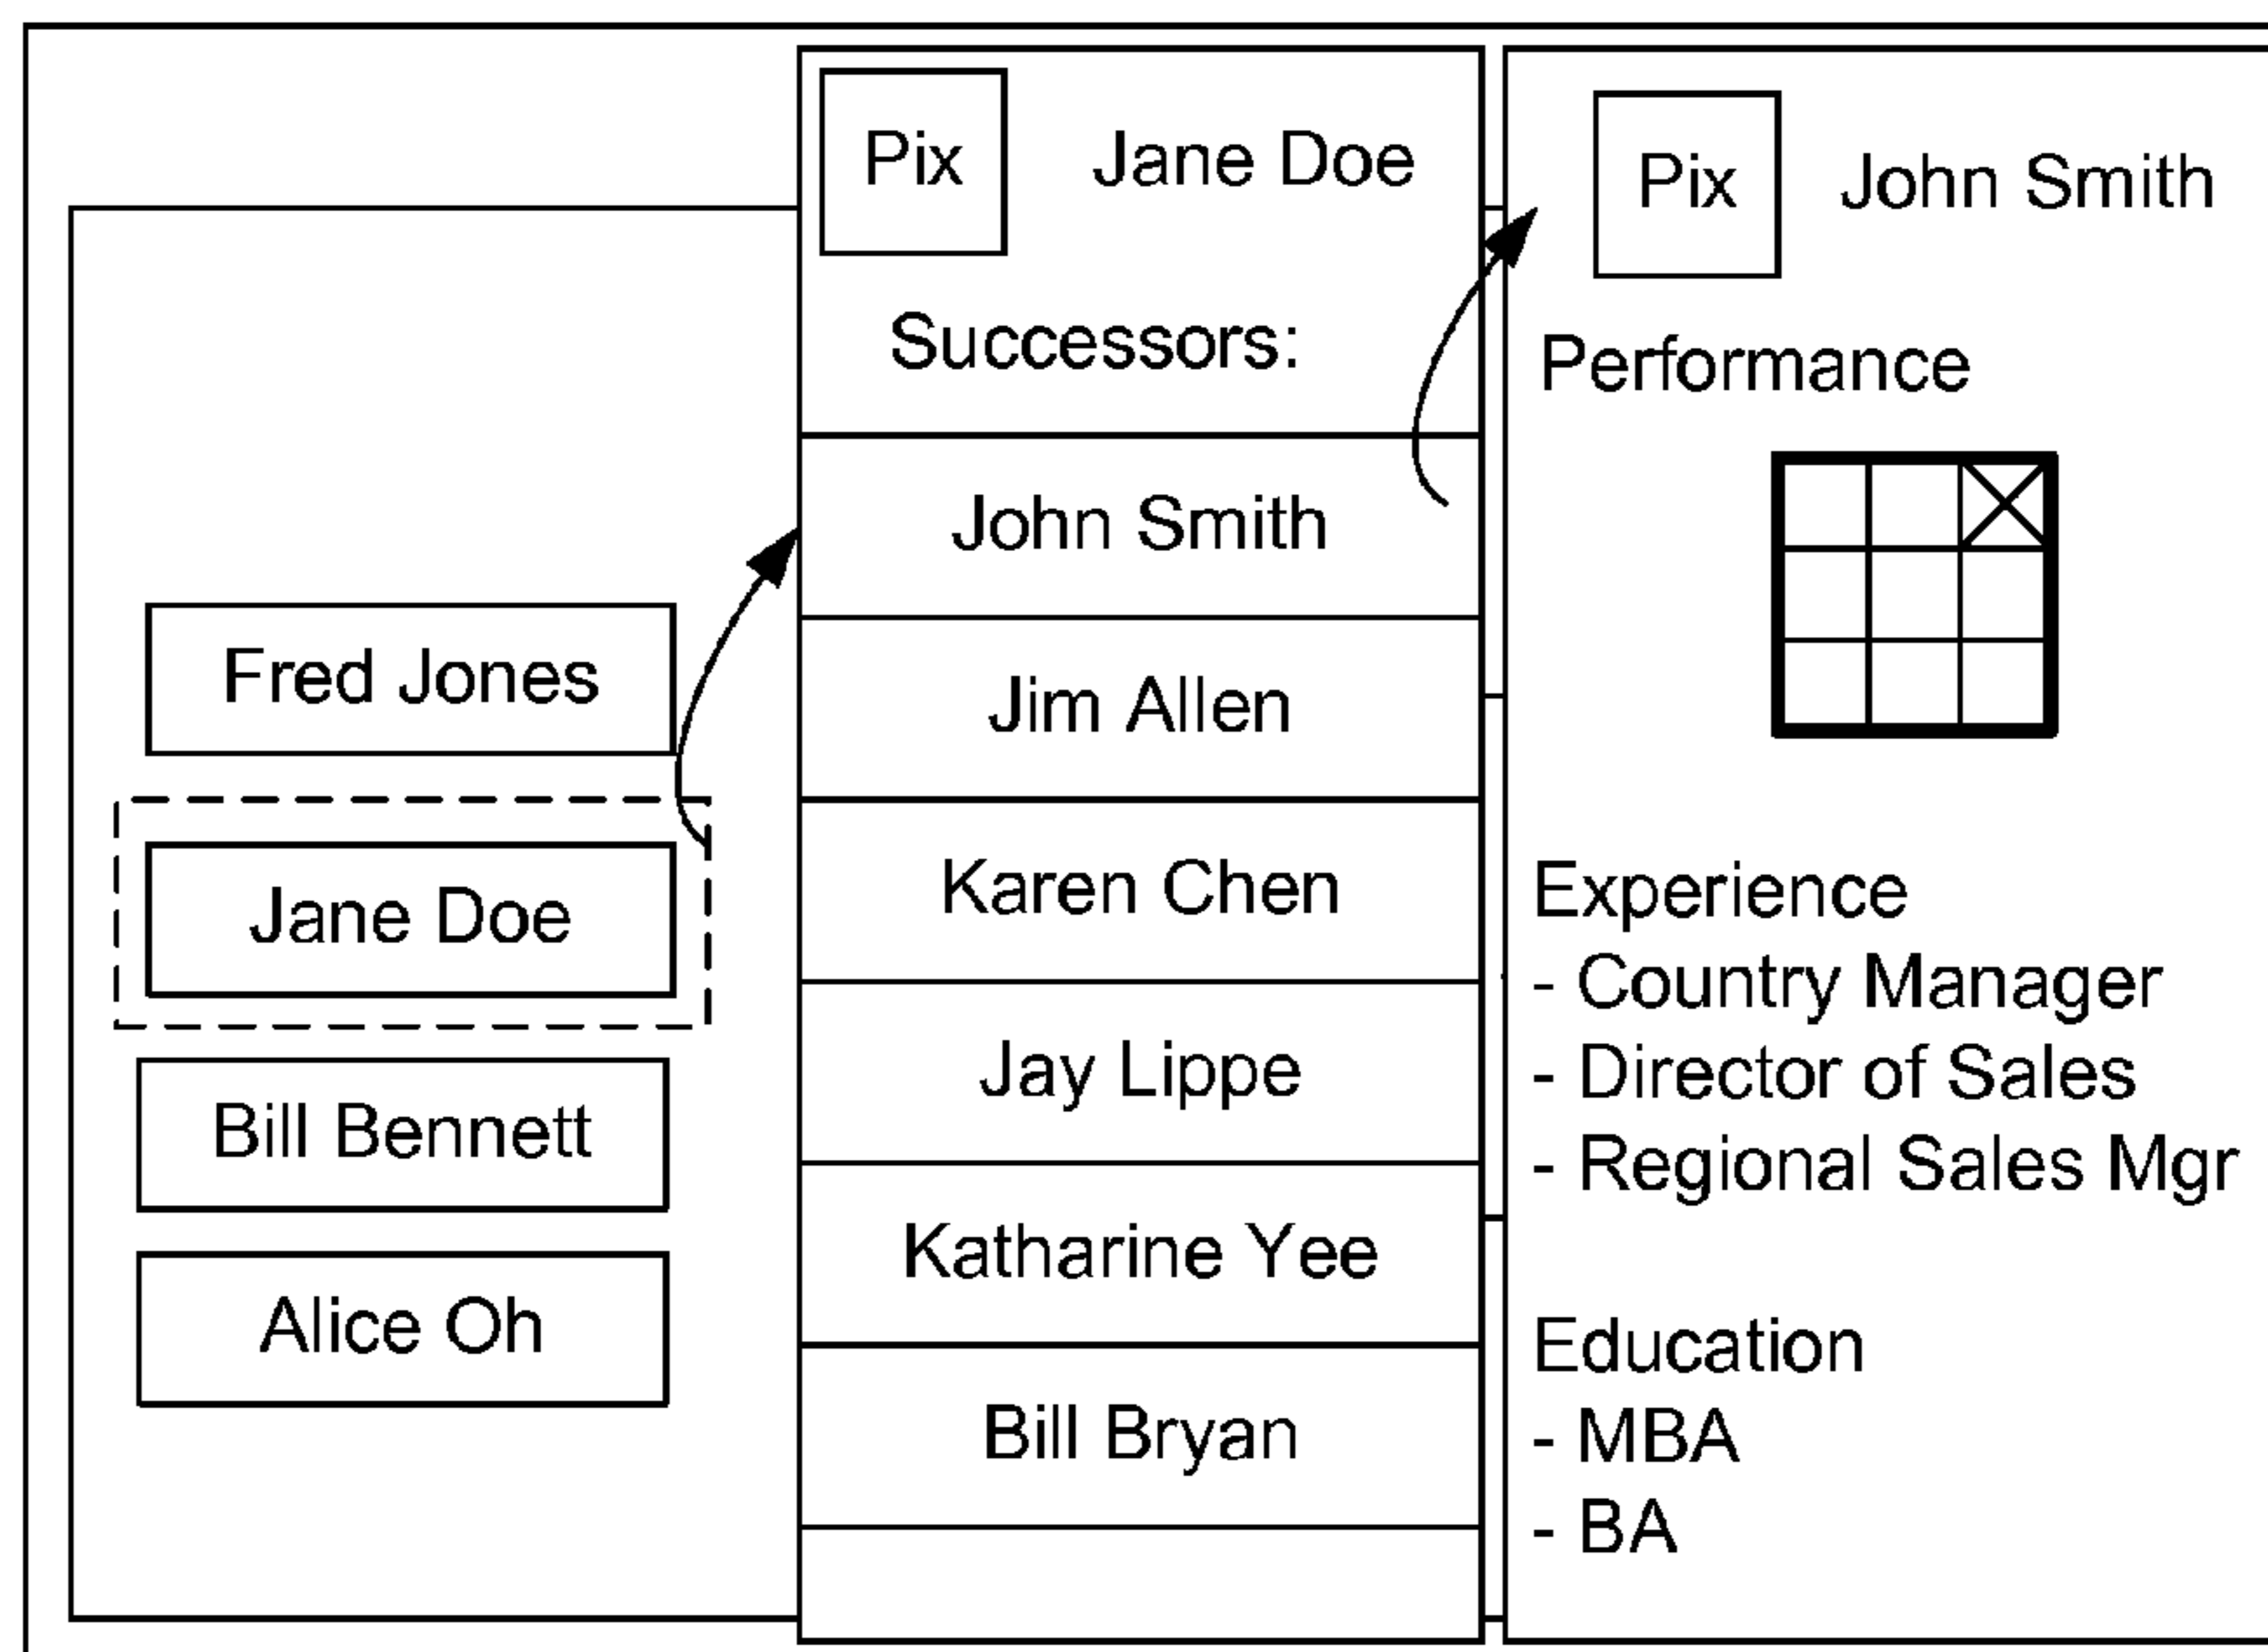 Fred Jones
Jane Doe
Bill Bennett
Alice Oh
Pix
Jane Doe
Successors:
John Smith
Jim Allen
Karen Chen
Jay Lippe
Katharine Yee
Bill Bryan
Pix
John Smith
Performance
Experience
- Country Manager
- Director of Sales
- Regional Sales Mgr
Education
- MBA
- BA